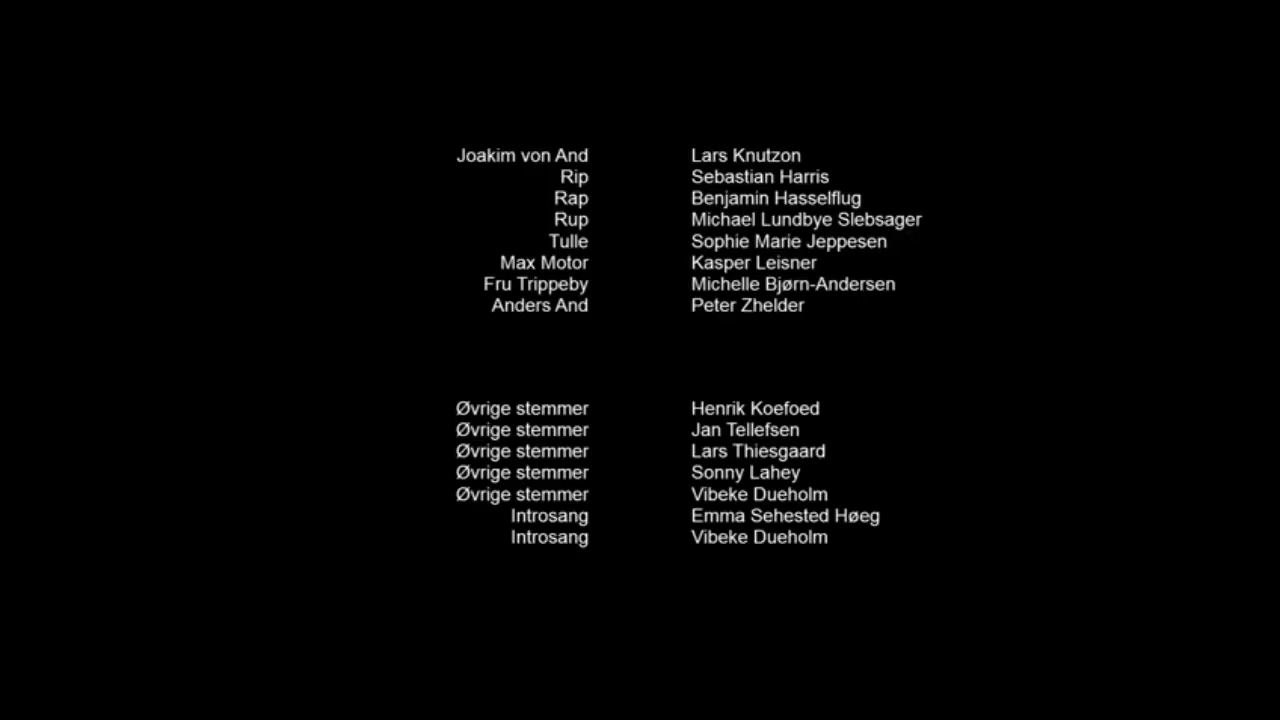 Joakim von And Lars Knutzon
Rip Sebastian Harris
Rap Benjamin Hasselflug
Rup Michael Lundbye Slebsager
Tulle Sophie Marie Jeppesen
Max Motor Kasper Leisner
Fru Trippeby Michelle Bjørn-Andersen
Anders And Peter Zhelder
Øvrige stemmer Henrik Koefoed
Øvrige stemmer Jan Tellefsen
Øvrige stemmer Lars Thiesgaard
Øvrige stemmer Sonny Lahey
Øvrige stemmer Vibeke Dueholm
Introsang Emma Sehested Høeg
Introsang Vibeke Dueholm